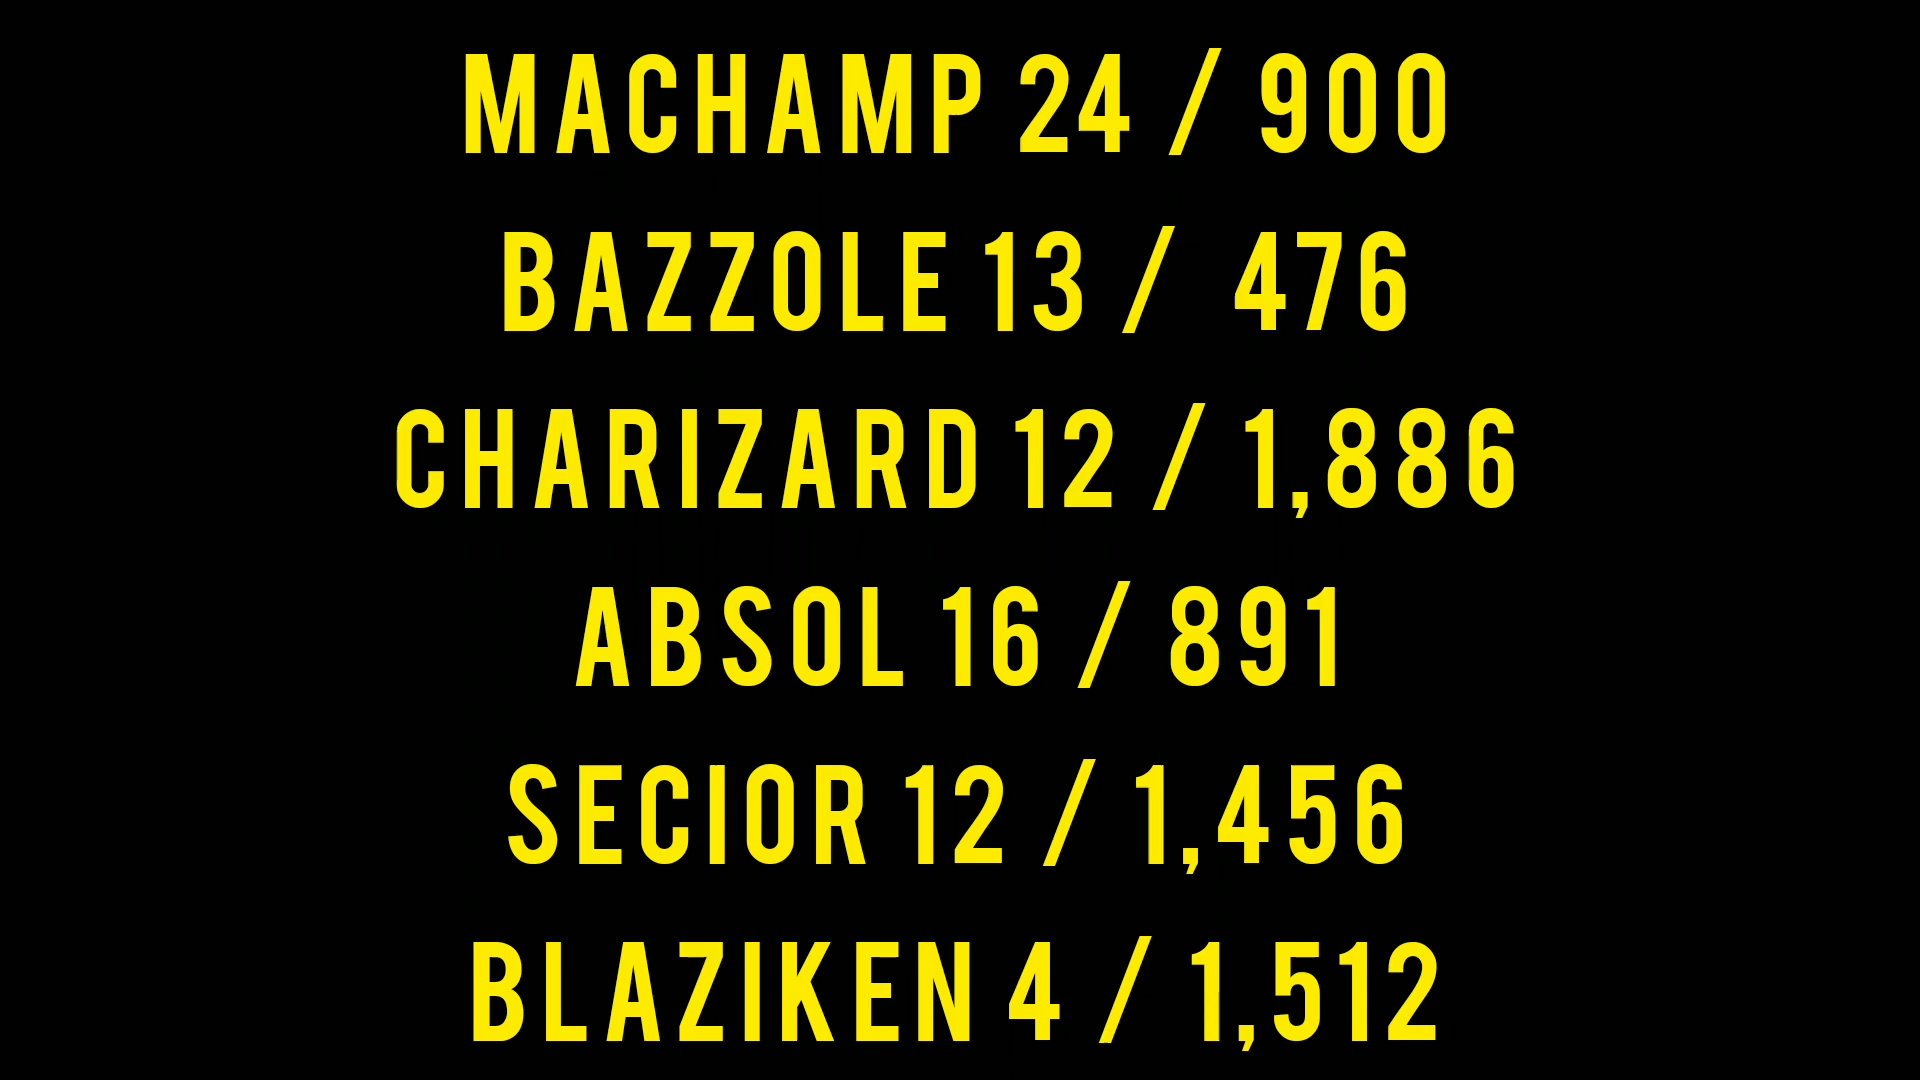 MACHAMP 24 / 900
BAZZOLE 13 / 476
CHARIZARD 12 / 1,886
ABSOL 16 / 891
SECIOR 12 / 1,456
BLAZIKEN 4 / 1,512